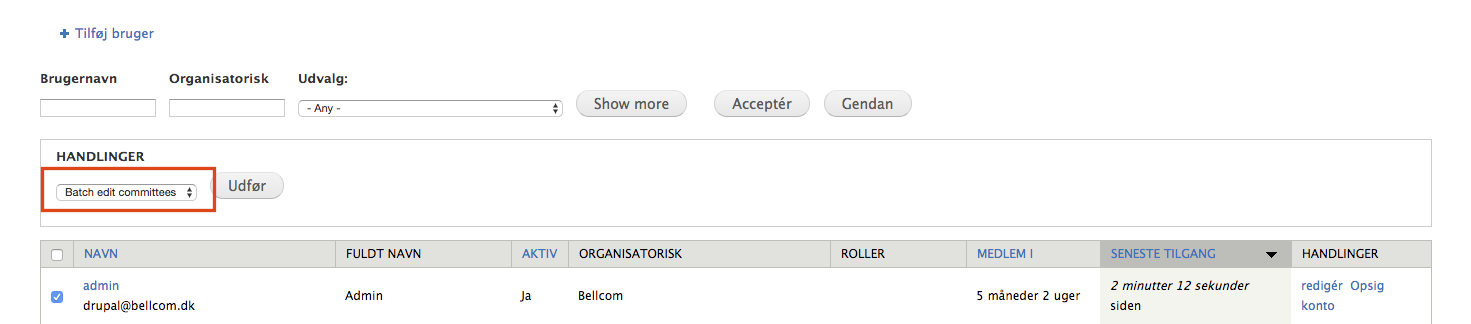 Tilføj bruger
Brugernavn Organisatorisk Udvalg:
- Any - Show more Acceptér Gendan
HANDLINGER
Batch edit committees Udfør
NAVN FULDT NAVN AKTIV ORGANISATORISK ROLLER MEDLEM I SENESTE TILGANG HANDLINGER
admin
drupal@bellcom.dk
Admin Ja Bellcom 5 måneder 2 uger
2 minutter 12 sekunder
siden
redigér Opsig
konto